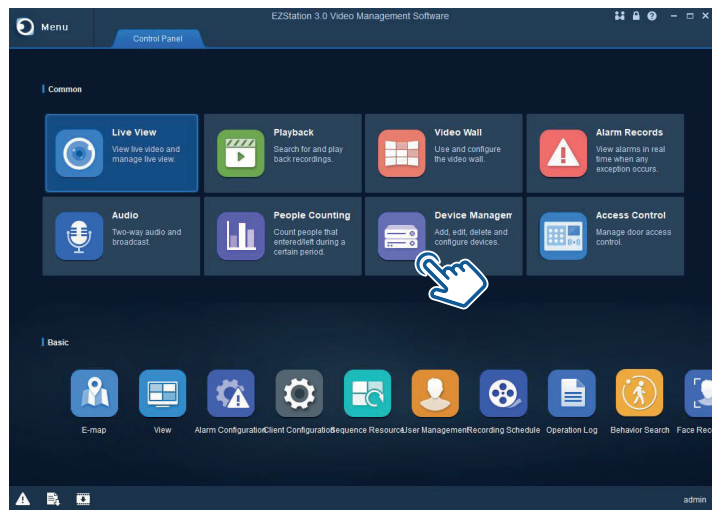 EZStation 3.0 Video Management Software
Menu
Control Panel
Common
Live View
View live video and
manage live view.
Playback
Search for and play
back recordings.
Video Wall
Use and configure
the video wall.
Alarm Records
View alarms in real
time when any
exception occurs.
Audio
Two-way audio and
broadcast.
People Counting
Count people that
entered/left during a
certain period.
Device Managem
Add, edit, delete and
configure devices.
Access Control
Manage door access
control.
Basic
E-map
View
Alarm Configuration
Client Configuration
Sequence Resource
User Management
Recording Schedule
Operation Log
Behavior Search
Face Rec
admin